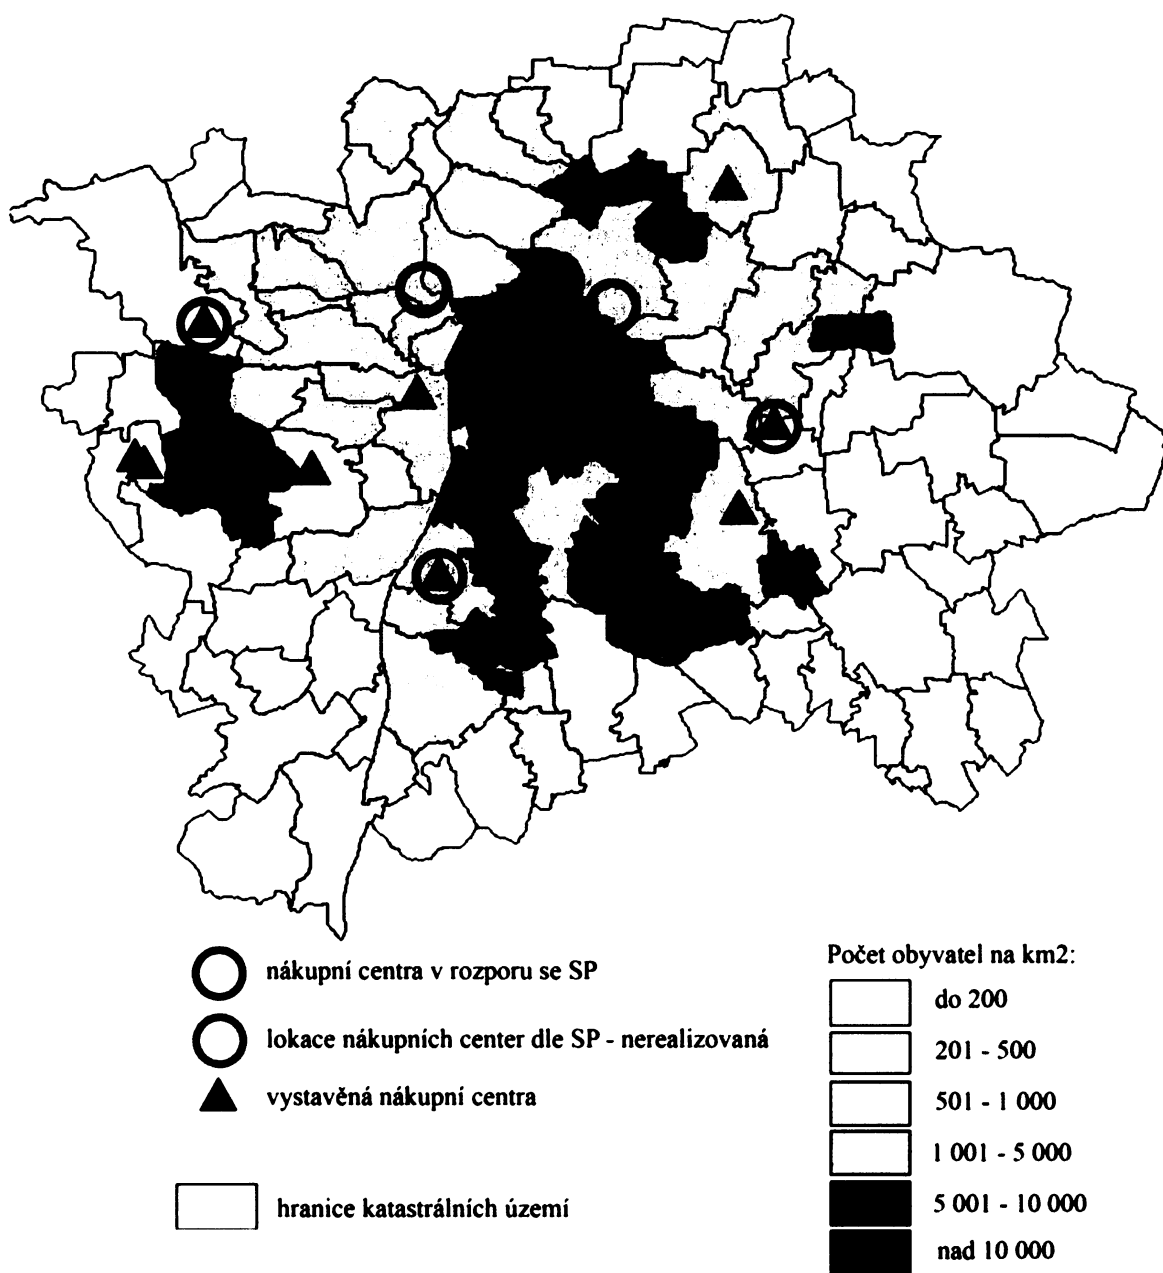 nákupní centra v rozporu se SP
lokace nákupních center dle SP - nerealizovaná
vystavěná nákupní centra
hranice katastrálních území
Počet obyvatel na km2:
do 200
201 - 500
501 - 1 000
1 001 - 5 000
5 001 - 10 000
nad 10 000